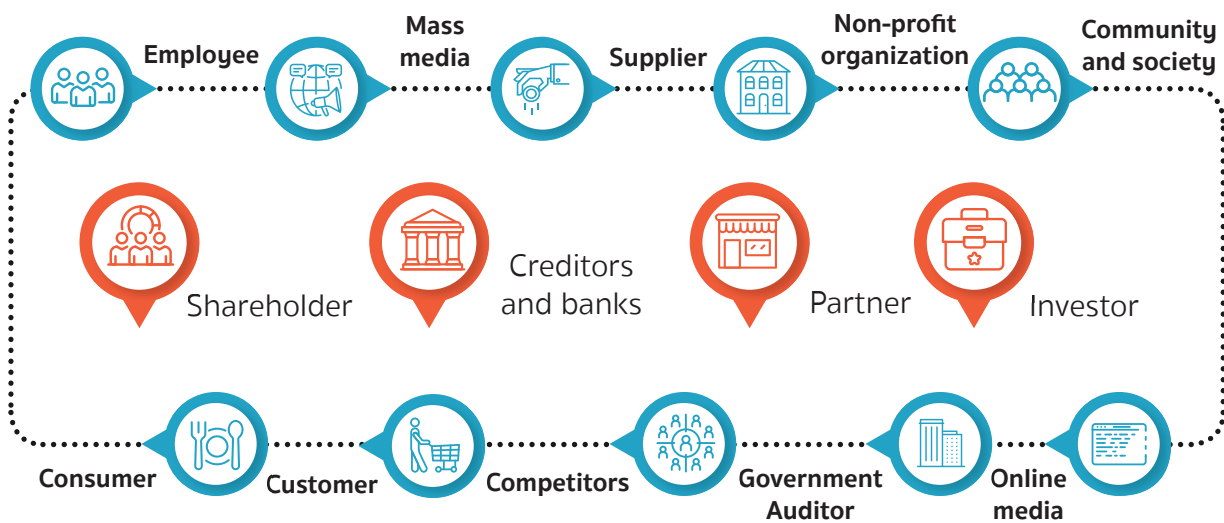 Employee
Mass
media
Supplier
Non-profit
organization
Community
and society
Shareholder
Creditors
and banks
Partner
Investor
Consumer
Customer
Competitors
Government
Auditor
Online
media